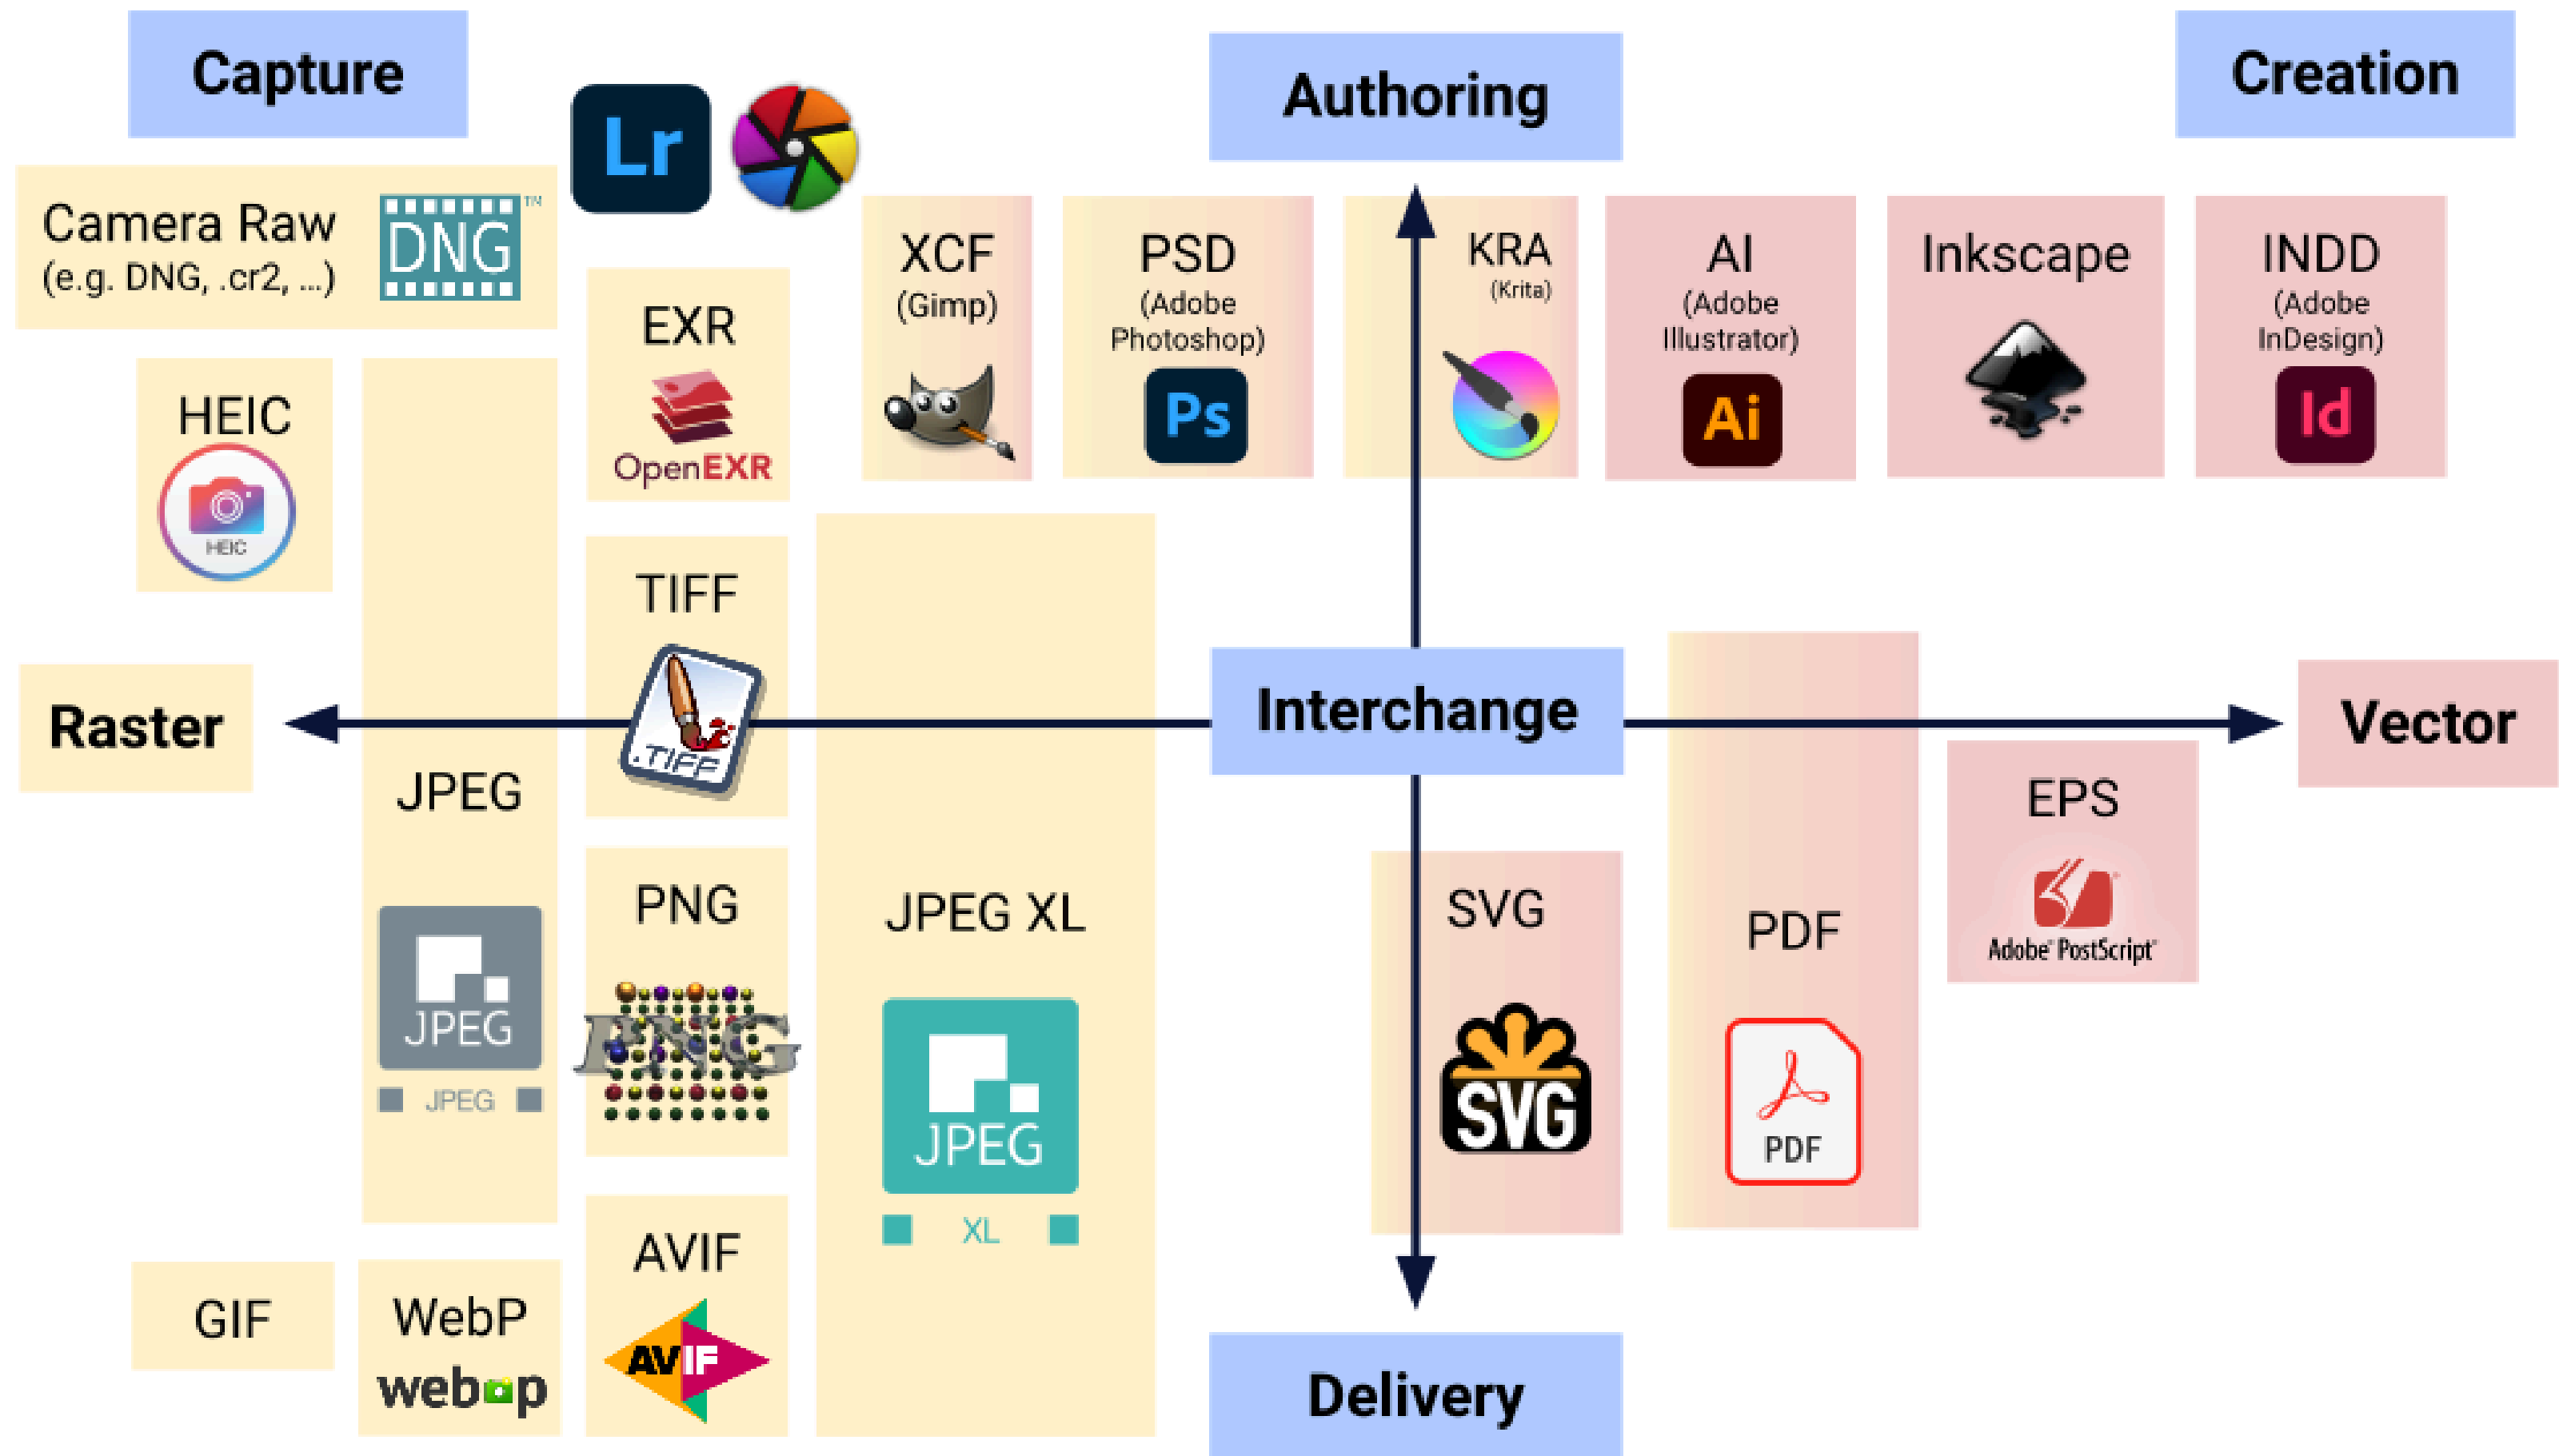 Capture
Authoring
Creation
Lr
Camera Raw
(e.g. DNG, .cr2, ...)
DNG™
EXR
OpenEXR
XCF
(Gimp)
PSD
(Adobe
Photoshop)
Ps
KRA
(Krita)
AI
(Adobe
Illustrator)
Ai
Inkscape
INDD
(Adobe
InDesign)
Id
HEIC
HEIC
TIFF
.TIFF
Raster
Interchange
Vector
JPEG
JPEG
JPEG
PNG
PNG
JPEG XL
JPEG
XL
SVG
SVG
PDF
PDF
EPS
Adobe® PostScript®
GIF
WebP
webp
AVIF
AVIF
Delivery